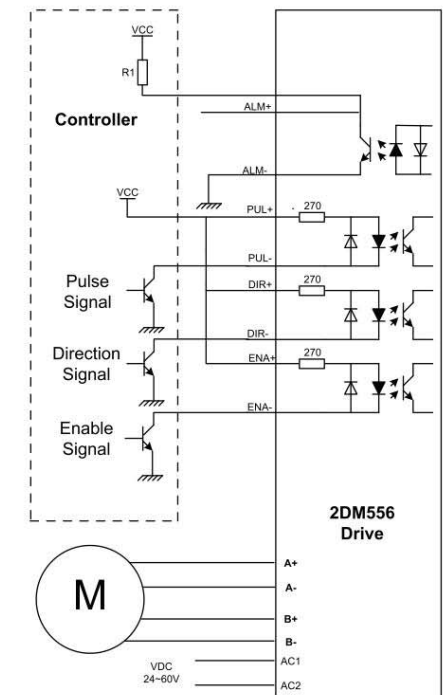 VCC
R1
ALM+
Controller
ALM-
VCC
PUL+
270
PUL-
Pulse
Signal
DIR+
270
DIR-
Direction
Signal
ENA+
270
ENA-
Enable
Signal
2DM556
Drive
A+
M
A-
B+
B-
VDC
24~60V
AC1
AC2